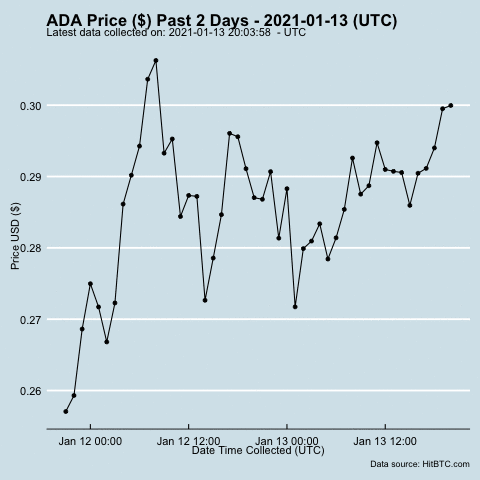 ADA Price ($) Past 2 Days - 2021-01-13 (UTC)
Latest data collected on: 2021-01-13 20:03:58 - UTC
0.30
0.29
0.28
0.27
0.26
Price USD ($)
Jan 12 00:00 Jan 12 12:00 Jan 13 00:00 Jan 13 12:00
Date Time Collected (UTC)
Data source: HitBTC.com